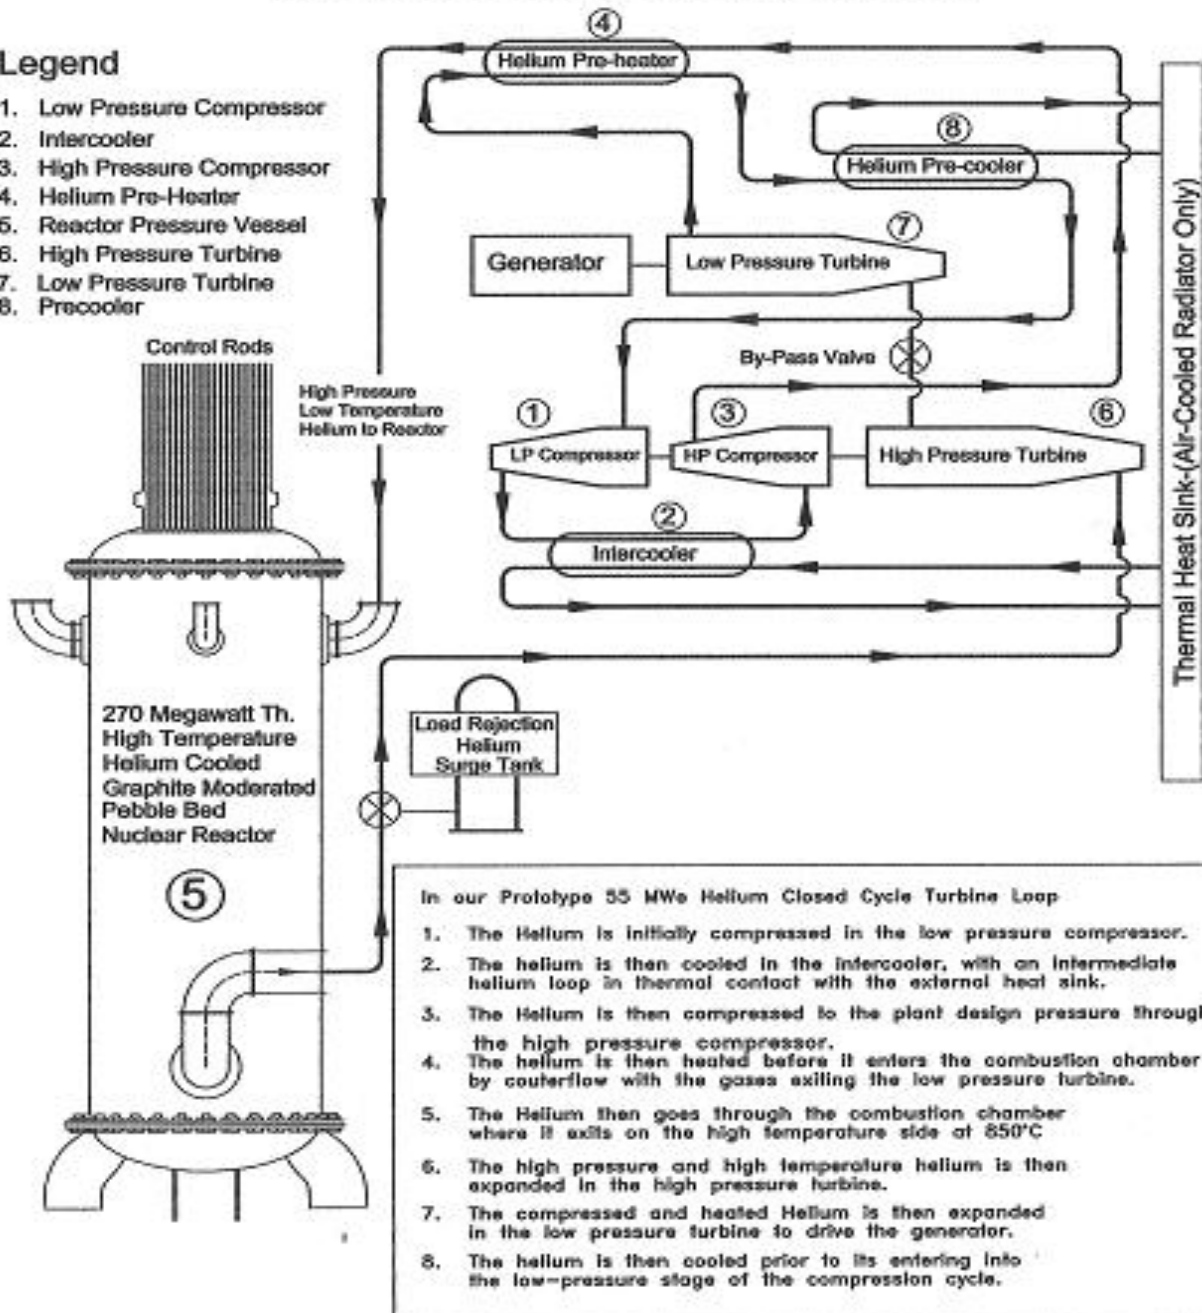 Legend
1. Low Pressure Compressor
2. Intercooler
3. High Pressure Compressor
4. Helium Pre-Heater
5. Reactor Pressure Vessel
6. High Pressure Turbine
7. Low Pressure Turbine
8. Precooler
4
Helium Pre-heater
8
Helium Pre-cooler
7
Generator
Low Pressure Turbine
By-Pass Valve
Control Rods
High Pressure
Low Temperature
Helium to Reactor
1
3
6
LP Compressor
HP Compressor
High Pressure Turbine
2
Intercooler
Thermal Heat Sink-(Air-Cooled Radiator Only)
Load Rejection
Helium
Surge Tank
270 Megawatt Th.
High Temperature
Helium Cooled
Graphite Moderated
Pebble Bed
Nuclear Reactor
5
In our Prototype 55 MWe Helium Closed Cycle Turbine Loop
1. The Helium is initially compressed in the low pressure compressor.
2. The helium is then cooled in the intercooler, with an intermediate
helium loop in thermal contact with the external heat sink.
3. The Helium is then compressed to the plant design pressure through
the high pressure compressor.
4. The helium is then heated before it enters the combustion chamber
by couterflow with the gases exiling the low pressure turbine.
5. The Helium then goes through the combustion chamber
where it exits on the high temperature side at 850°C
6. The high pressure and high temperature helium is then
expanded in the high pressure turbine.
7. The compressed and heated Helium is then expanded
in the low pressure turbine to drive the generator.
8. The helium is then cooled prior to its entering into
the low-pressure stage of the compression cycle.